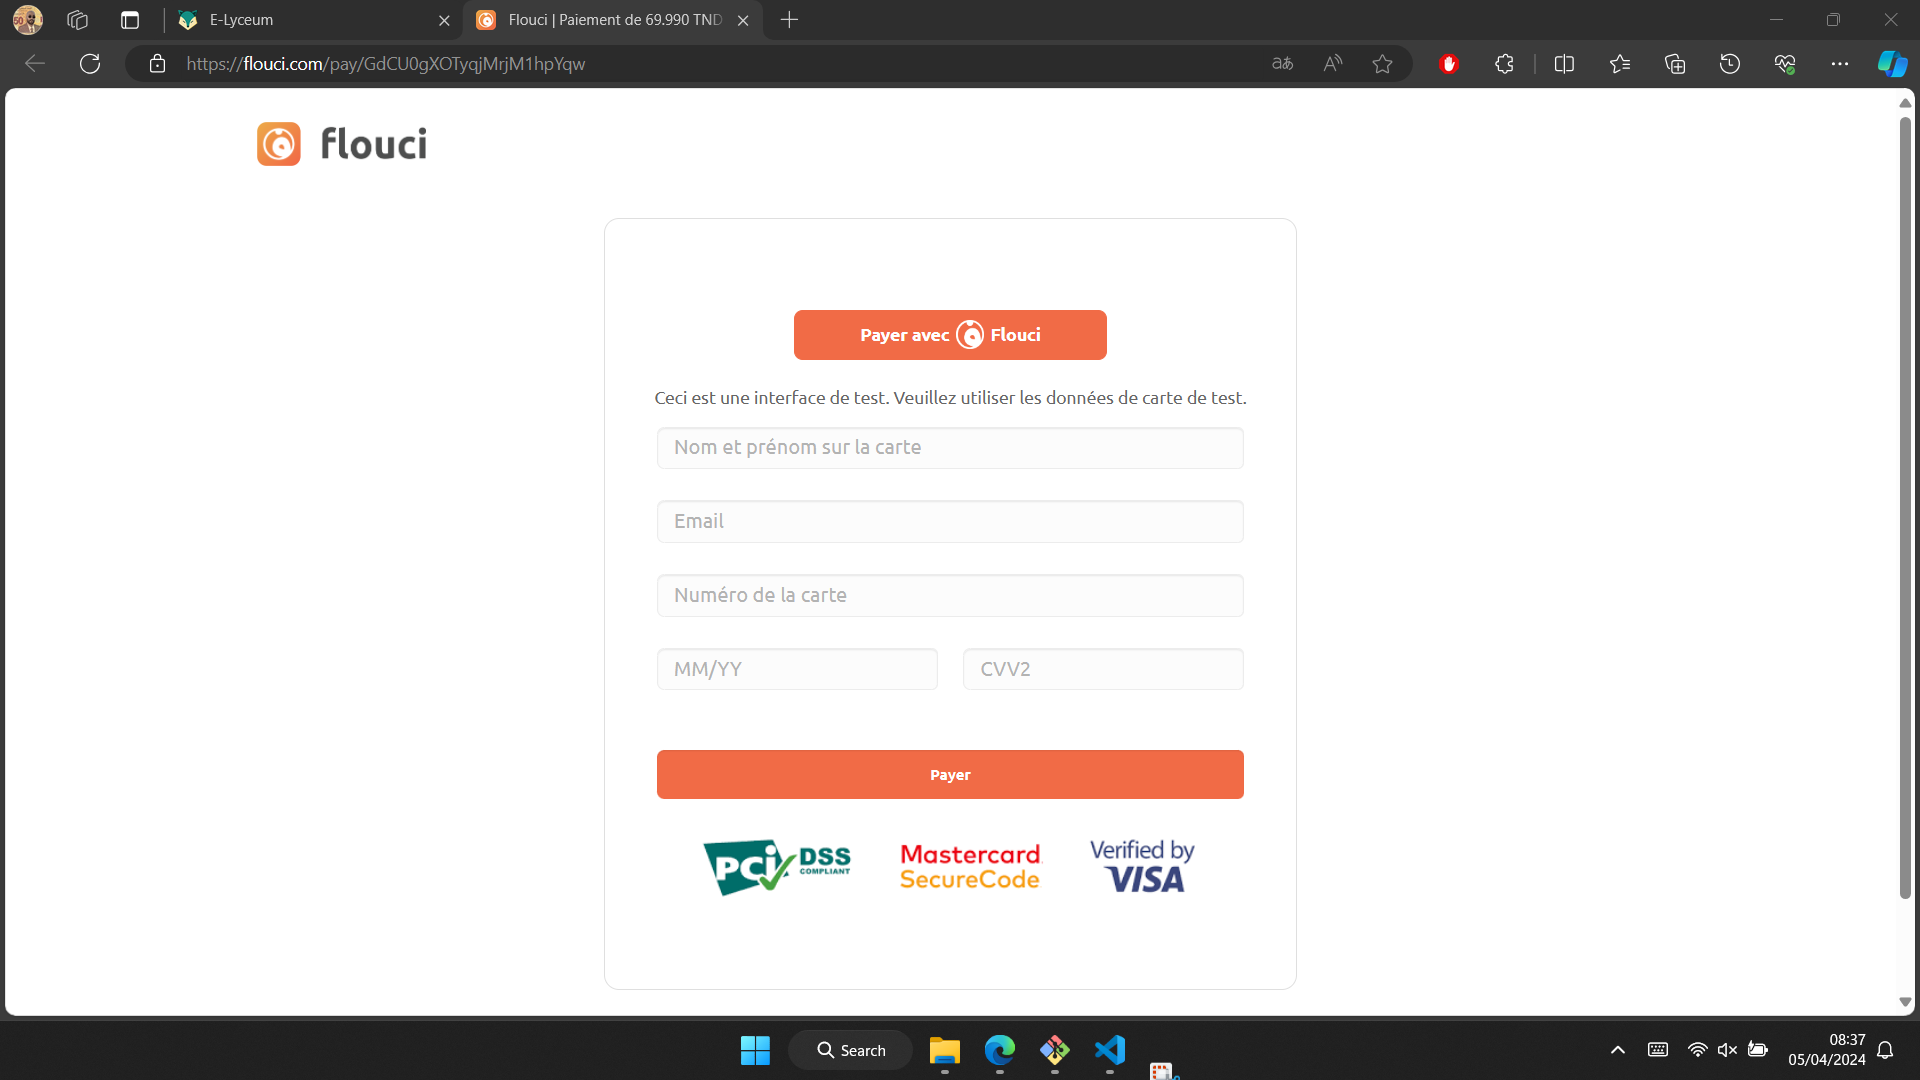 E-Lyceum
Flouci | Paiement de 69.990 TND
https://flouci.com/pay/GdCU0gXOTyqjMrjM1hpYqw
flouci
Payer avec Flouci
Ceci est une interface de test. Veuillez utiliser les données de carte de test.
Nom et prénom sur la carte
Email
Numéro de la carte
MM/YY CVV2
Payer
PCI DSS COMPLIANT
Mastercard SecureCode
Verified by VISA
Search
08:37
05/04/2024